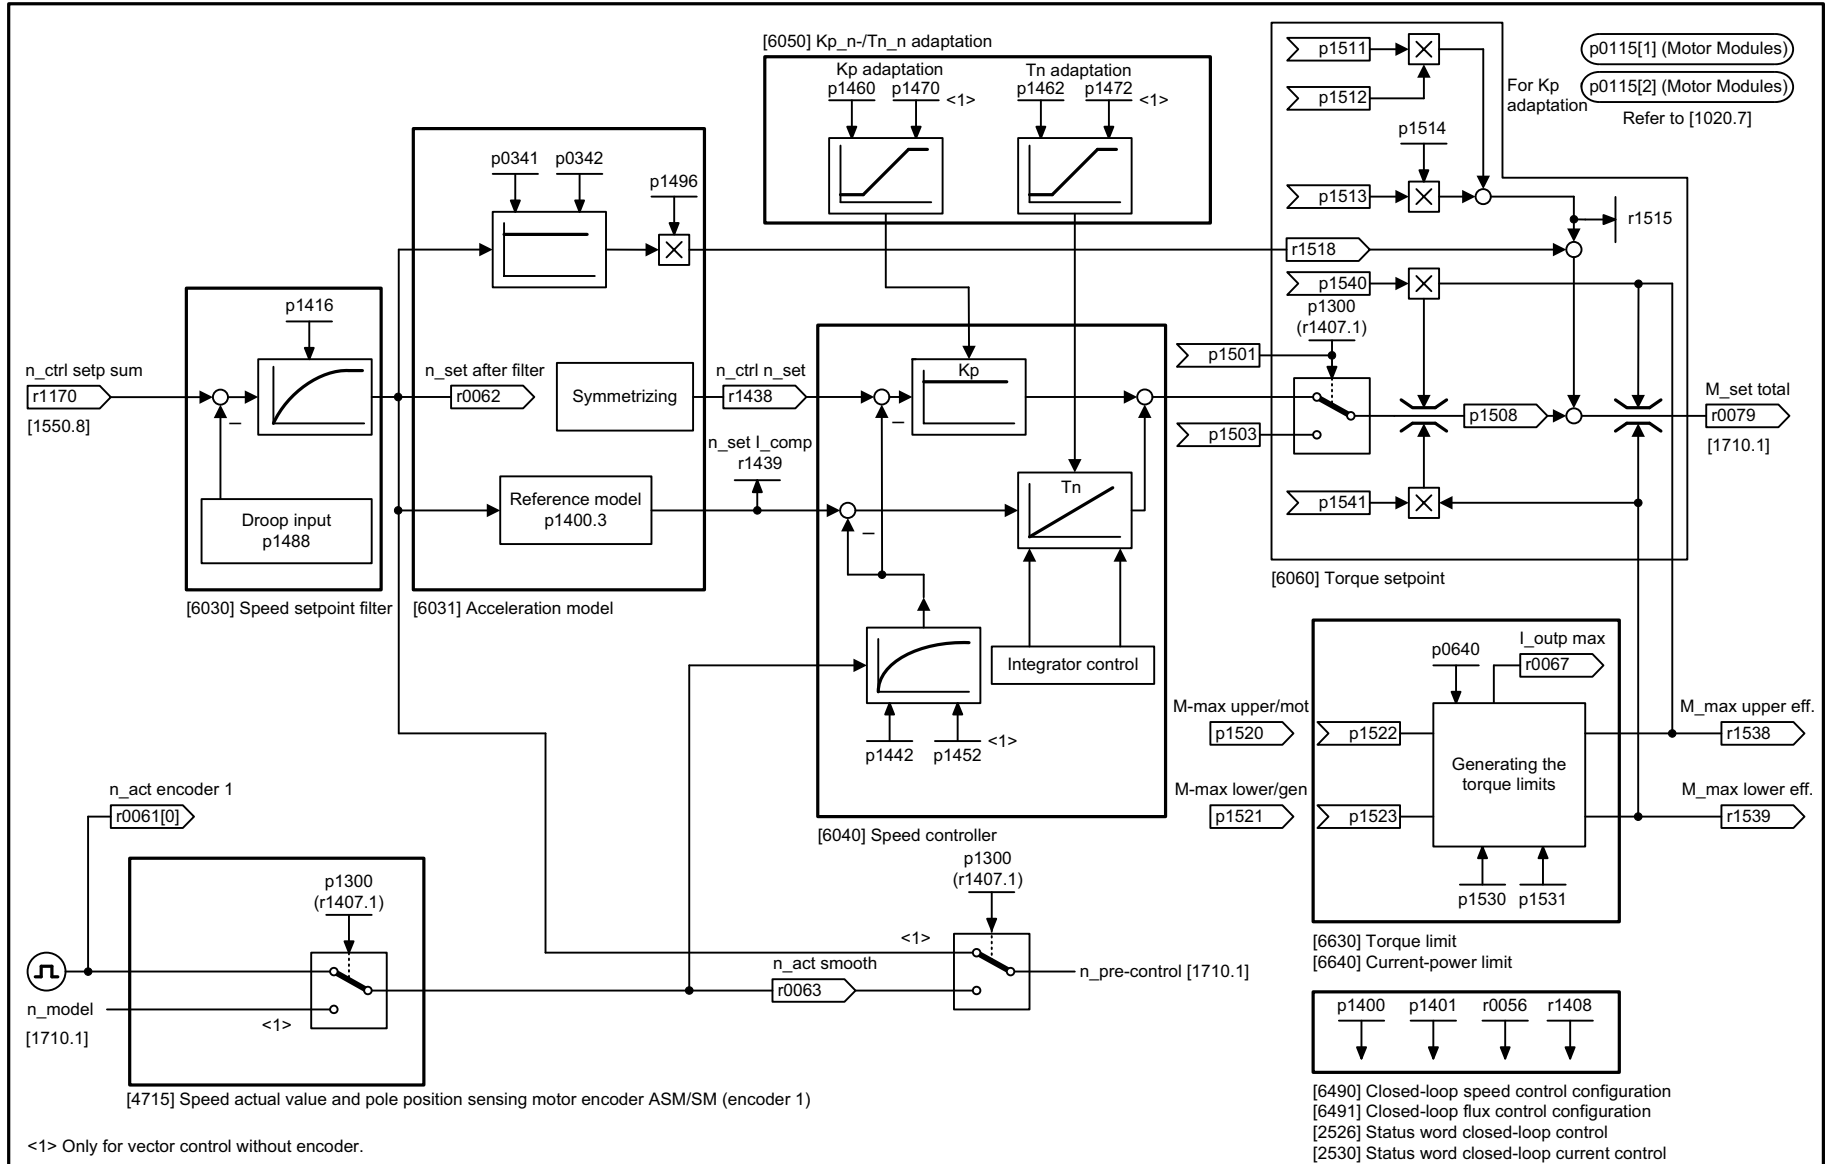 [6050] Kp_n-/Tn_n adaptation
Kp adaptation
Tn adaptation
p1460
p1470
<1>
p1462
p1472
<1>
p1511
p1512
For Kp
adaptation
p0115[1] (Motor Modules)
p0115[2] (Motor Modules)
Refer to [1020.7]
p1514
p1513
r1515
p0341
p0342
p1496
r1518
p1540
p1300
(r1407.1)
p1501
p1503
p1508
M_set total
r0079
[1710.1]
p1541
[6060] Torque setpoint
n_ctrl setp sum
r1170
[1550.8]
p1416
–
Droop input
p1488
[6030] Speed setpoint filter
n_set after filter
r0062
Symmetrizing
n_ctrl n_set
r1438
n_set I_comp
r1439
Reference model
p1400.3
[6031] Acceleration model
Kp
–
Tn
–
Integrator control
p1442
p1452
<1>
[6040] Speed controller
M-max upper/mot
p1520
M-max lower/gen
p1521
p0640
I_outp max
r0067
p1522
p1523
Generating the
torque limits
p1530
p1531
M_max upper eff.
r1538
M_max lower eff.
r1539
[6630] Torque limit
[6640] Current-power limit
n_act encoder 1
r0061[0]
p1300
(r1407.1)
n_model
[1710.1]
<1>
[4715] Speed actual value and pole position sensing motor encoder ASM/SM (encoder 1)
n_act smooth
r0063
p1300
(r1407.1)
<1>
n_pre-control [1710.1]
p1400
p1401
r0056
r1408
[6490] Closed-loop speed control configuration
[6491] Closed-loop flux control configuration
[2526] Status word closed-loop control
[2530] Status word closed-loop current control
<1> Only for vector control without encoder.